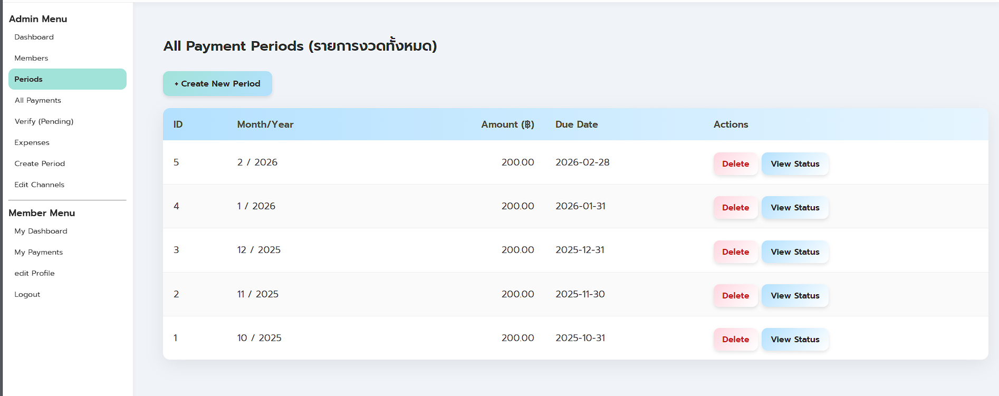 Admin Menu
Dashboard
Members
Periods
All Payments
Verify (Pending)
Expenses
Create Period
Edit Channels
Member Menu
My Dashboard
My Payments
edit Profile
Logout
All Payment Periods (รายการงวดทั้งหมด)
+ Create New Period
ID Month/Year Amount (฿) Due Date Actions
5 2 / 2026 200.00 2026-02-28 Delete View Status
4 1 / 2026 200.00 2026-01-31 Delete View Status
3 12 / 2025 200.00 2025-12-31 Delete View Status
2 11 / 2025 200.00 2025-11-30 Delete View Status
1 10 / 2025 200.00 2025-10-31 Delete View Status